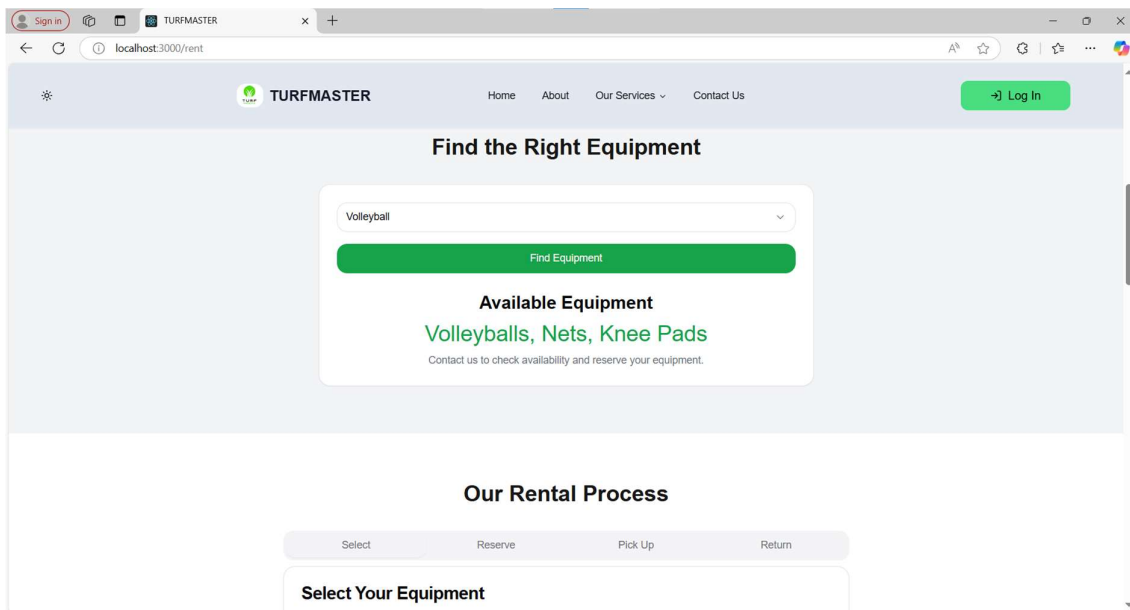 Sign in
TURFMASTER
localhost:3000/rent
TURF
TURFMASTER
Home About Our Services Contact Us
Log In
Find the Right Equipment
Volleyball
Find Equipment
Available Equipment
Volleyballs, Nets, Knee Pads
Contact us to check availability and reserve your equipment.
Our Rental Process
Select Reserve Pick Up Return
Select Your Equipment